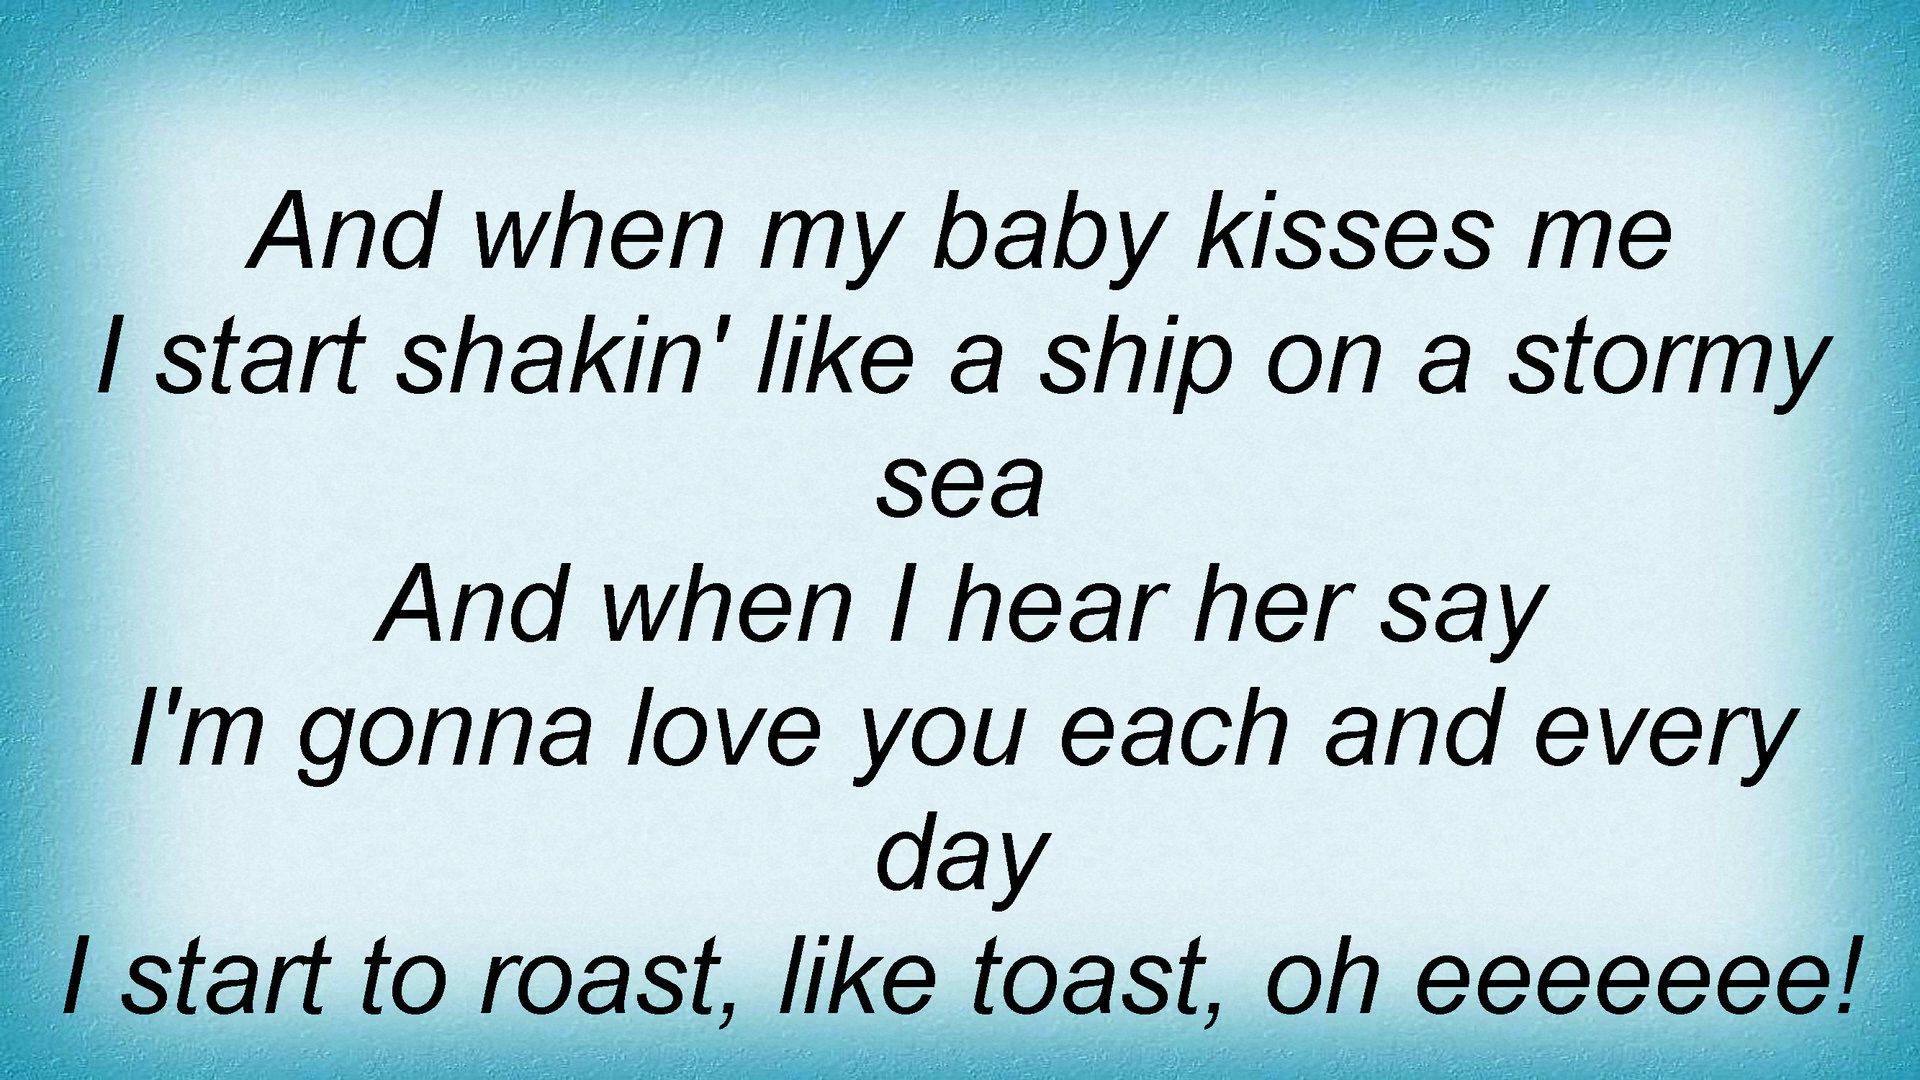 And when my baby kisses me
I start shakin' like a ship on a stormy
sea
And when I hear her say
I'm gonna love you each and every
day
I start to roast, like toast, oh eeeeeee!